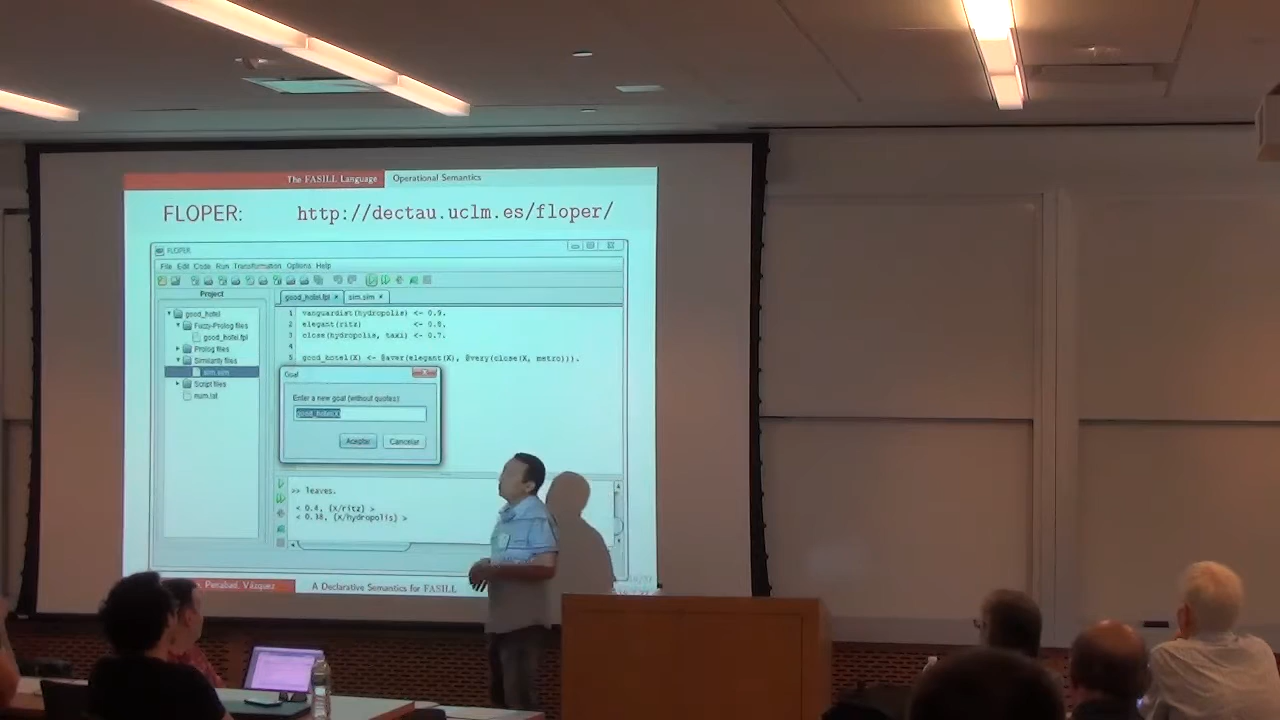 The FASILL Language Operational Semantics
FLOPER: http://dectau.uclm.es/floper/
FLOPER
File Edit Code Run Transformation Options Help
Project
good_hotel
Fuzzy-Prolog files
good_hotel.fpl
Prolog files
Similarity files
sim.sim
Script files
num.lat
good_hotel.fpl × sim.sim ×
1 vanguardist(hydropolis) <- 0.9.
2 elegant(ritz) <- 0.8.
3 close(hydropolis, taxi) <- 0.7.
4
5 good_hotel(X) <- @aver(elegant(X), @very(close(X, metro))).
Goal
Enter a new goal (without quotes)
good_hotel(X)
Aceptar Cancelar
>> leaves.
< 0.4, {X/ritz} >
< 0.38, {X/hydropolis} >
Penabad, Vázquez A Declarative Semantics for FASILL